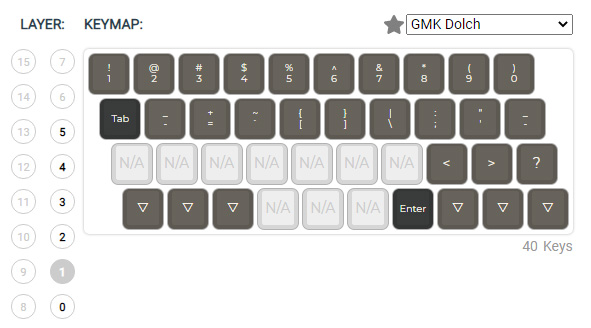 LAYER: KEYMAP: GMK Dolch
15 7
14 6
13 5
12 4
11 3
10 2
9 1
8 0
! @ # $ % ^ & * ( )
1 2 3 4 5 6 7 8 9 0
Tab _ + ~ { } | : " _
- = ` [ ] \ ; ' -
N/A N/A N/A N/A N/A N/A N/A < > ?
▽ ▽ ▽ N/A N/A N/A Enter ▽ ▽ ▽
40 Keys